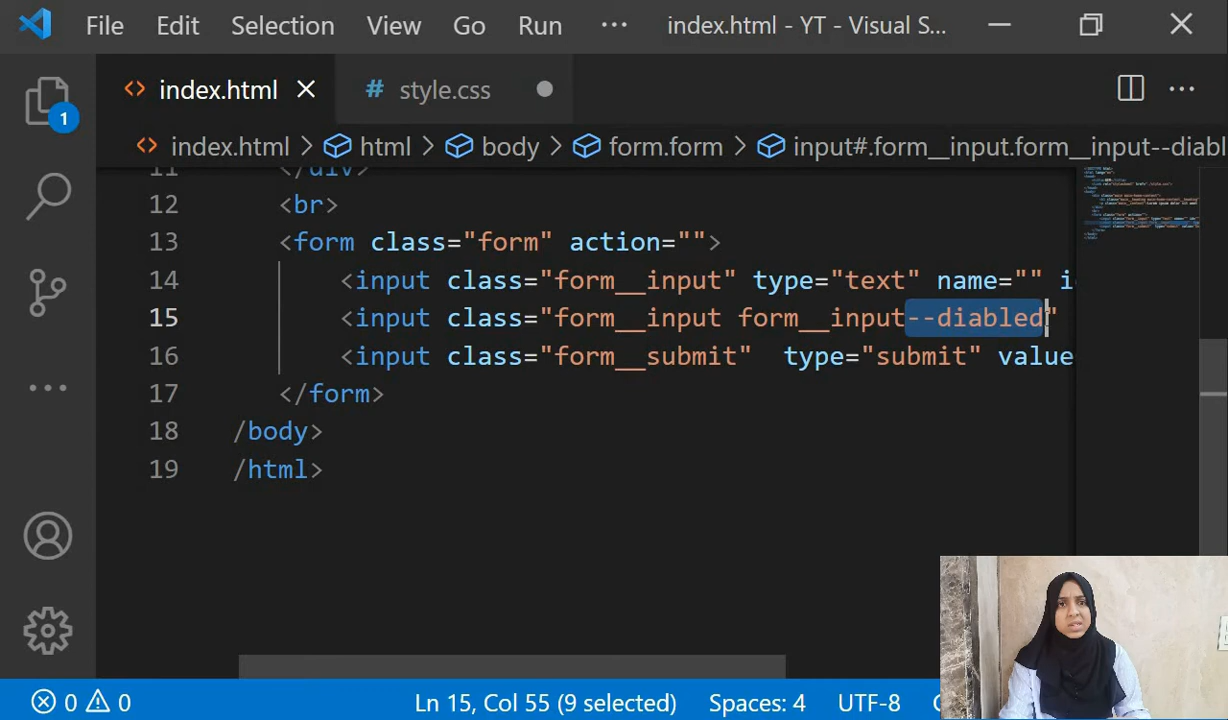 File Edit Selection View Go Run ··· index.html - YT - Visual S...
index.html # style.css
index.html > html > body > form.form > input#.form__input.form__input--diabl
1
11 </div>
12 <br>
13 <form class="form" action="">
14 <input class="form__input" type="text" name="" i
15 <input class="form__input form__input--diabled"
16 <input class="form__submit"  type="submit" value
17 </form>
18 /body>
19 /html>
0 0 Ln 15, Col 55 (9 selected) Spaces: 4 UTF-8